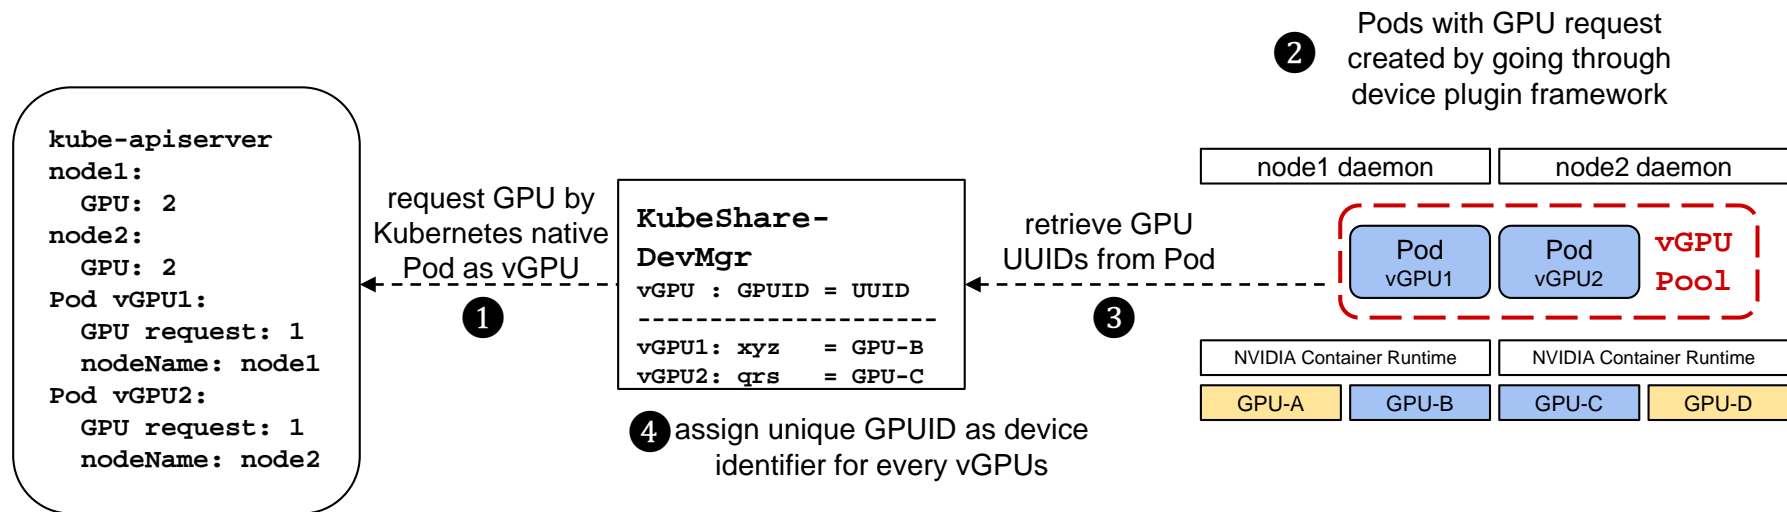 kube-apiserver
node1:
GPU: 2
node2:
GPU: 2
Pod vGPU1:
GPU request: 1
nodeName: node1
Pod vGPU2:
GPU request: 1
nodeName: node2
request GPU by
Kubernetes native
Pod as vGPU
1
KubeShare-
DevMgr
vGPU : GPUID = UUID
---------------------
vGPU1: xyz = GPU-B
vGPU2: qrs = GPU-C
4 assign unique GPUID as device
identifier for every vGPUs
retrieve GPU
UUIDs from Pod
3
2
Pods with GPU request
created by going through
device plugin framework
node1 daemon
node2 daemon
Pod
vGPU1
Pod
vGPU2
vGPU
Pool
NVIDIA Container Runtime
NVIDIA Container Runtime
GPU-A
GPU-B
GPU-C
GPU-D